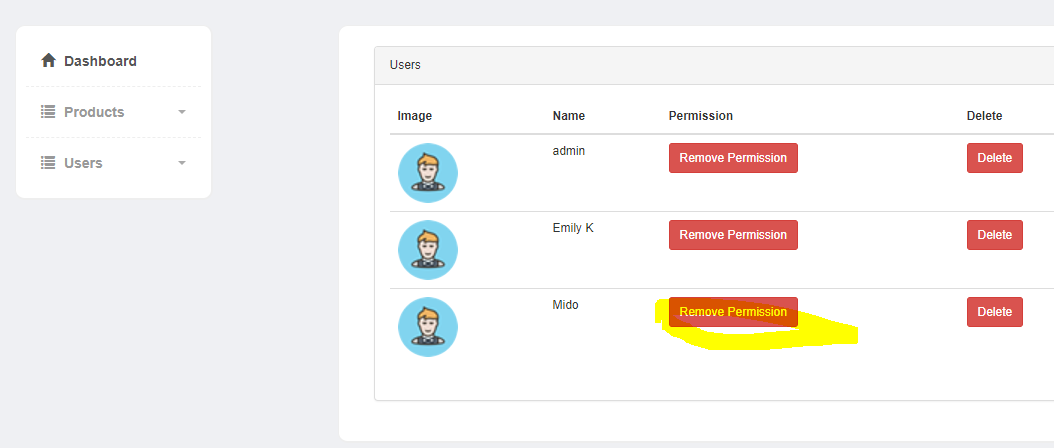 Dashboard
Products
Users
Users
Image Name Permission Delete
admin Remove Permission Delete
Emily K Remove Permission Delete
Mido Remove Permission Delete